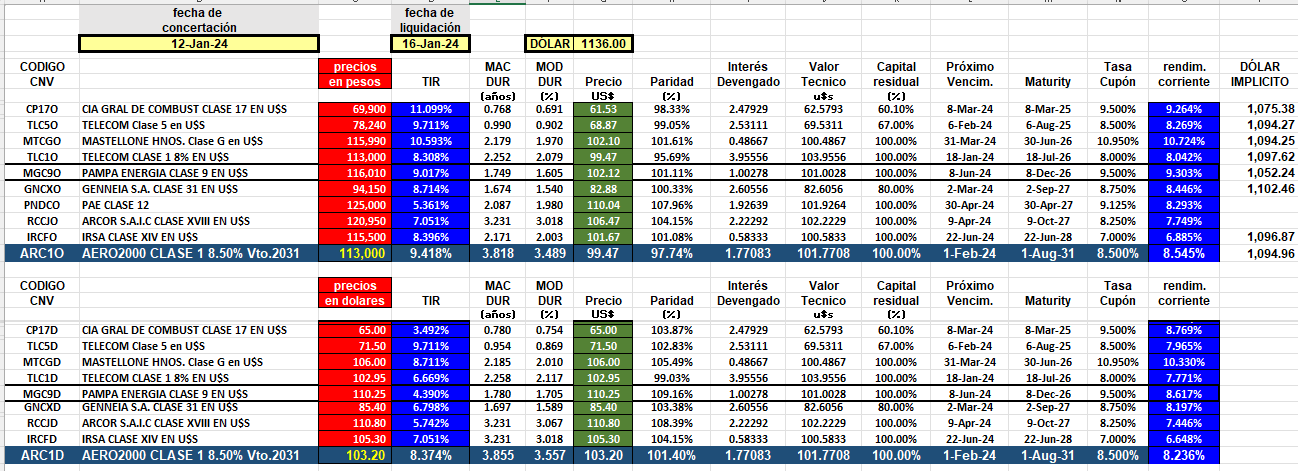 fecha de concertación fecha de liquidación
12-Jan-24 16-Jan-24 DÓLAR 1136.00
CODIGO CNV precios en pesos TIR MAC DUR (años) MOD DUR (%) Precio US$ Paridad (%) Interés Devengado Valor Tecnico u$s Capital residual (%) Próximo Vencim. Maturity Tasa Cupón rendim. corriente DÓLAR IMPLICITO
CP17O CIA GRAL DE COMBUST CLASE 17 EN U$S 69,900 11.099% 0.768 0.691 61.53 98.33% 2.47929 62.5793 60.10% 8-Mar-24 8-Mar-25 9.500% 9.264% 1,075.38
TLC5O TELECOM Clase 5 en U$S 78,240 9.711% 0.990 0.902 68.87 99.05% 2.53111 69.5311 67.00% 6-Feb-24 6-Aug-25 8.500% 8.269% 1,094.27
MTCGO MASTELLONE HNOS. Clase G en U$S 115,990 10.593% 2.179 1.970 102.10 101.61% 0.48667 100.4867 100.00% 31-Mar-24 30-Jun-26 10.950% 10.724% 1,094.25
TLC1O TELECOM CLASE 1 8% EN U$S 113,000 8.308% 2.252 2.079 99.47 95.69% 3.95556 103.9556 100.00% 18-Jan-24 18-Jul-26 8.000% 8.042% 1,097.62
MGC9O PAMPA ENERGIA CLASE 9 EN U$S 116,010 9.017% 1.749 1.605 102.12 101.11% 1.00278 101.0028 100.00% 8-Jun-24 8-Dec-26 9.500% 9.303% 1,052.24
GNCXO GENNEIA S.A. CLASE 31 EN U$S 94,150 8.714% 1.674 1.540 82.88 100.33% 2.60556 82.6056 80.00% 2-Mar-24 2-Sep-27 8.750% 8.446% 1,102.46
PNDCO PAE CLASE 12 125,000 5.361% 2.087 1.980 110.04 107.96% 1.92639 101.9264 100.00% 30-Apr-24 30-Apr-27 9.125% 8.293%
RCCJO ARCOR S.A.I.C CLASE XVIII EN U$S 120,950 7.051% 3.231 3.018 106.47 104.15% 2.22292 102.2229 100.00% 9-Apr-24 9-Oct-27 8.250% 7.749%
IRCFO IRSA CLASE XIV EN U$S 115,500 8.396% 2.171 2.003 101.67 101.08% 0.58333 100.5833 100.00% 22-Jun-24 22-Jun-28 7.000% 6.885% 1,096.87
ARC1O AERO2000 CLASE 1 8.50% Vto.2031 113,000 9.418% 3.818 3.489 99.47 97.74% 1.77083 101.7708 100.00% 1-Feb-24 1-Aug-31 8.500% 8.545% 1,094.96
CODIGO CNV precios en dolares TIR MAC DUR (años) MOD DUR (%) Precio US$ Paridad (%) Interés Devengado Valor Tecnico u$s Capital residual (%) Próximo Vencim. Maturity Tasa Cupón rendim. corriente
CP17D CIA GRAL DE COMBUST CLASE 17 EN U$S 65.00 3.492% 0.780 0.754 65.00 103.87% 2.47929 62.5793 60.10% 8-Mar-24 8-Mar-25 9.500% 8.769%
TLC5D TELECOM Clase 5 en U$S 71.50 9.711% 0.954 0.869 71.50 102.83% 2.53111 69.5311 67.00% 6-Feb-24 6-Aug-25 8.500% 7.965%
MTCGD MASTELLONE HNOS. Clase G en U$S 106.00 8.711% 2.185 2.010 106.00 105.49% 0.48667 100.4867 100.00% 31-Mar-24 30-Jun-26 10.950% 10.330%
TLC1D TELECOM CLASE 1 8% EN U$S 102.95 6.669% 2.258 2.117 102.95 99.03% 3.95556 103.9556 100.00% 18-Jan-24 18-Jul-26 8.000% 7.771%
MGC9D PAMPA ENERGIA CLASE 9 EN U$S 110.25 4.390% 1.780 1.705 110.25 109.16% 1.00278 101.0028 100.00% 8-Jun-24 8-Dec-26 9.500% 8.617%
GNCXD GENNEIA S.A. CLASE 31 EN U$S 85.40 6.798% 1.697 1.589 85.40 103.38% 2.60556 82.6056 80.00% 2-Mar-24 2-Sep-27 8.750% 8.197%
RCCJD ARCOR S.A.I.C CLASE XVIII EN U$S 110.80 5.742% 3.231 3.067 110.80 108.39% 2.22292 102.2229 100.00% 9-Apr-24 9-Oct-27 8.250% 7.446%
IRCFD IRSA CLASE XIV EN U$S 105.30 7.051% 3.231 3.018 105.30 104.15% 0.58333 100.5833 100.00% 22-Jun-24 22-Jun-28 7.000% 6.648%
ARC1D AERO2000 CLASE 1 8.50% Vto.2031 103.20 8.374% 3.855 3.557 103.20 101.40% 1.77083 101.7708 100.00% 1-Feb-24 1-Aug-31 8.500% 8.236%